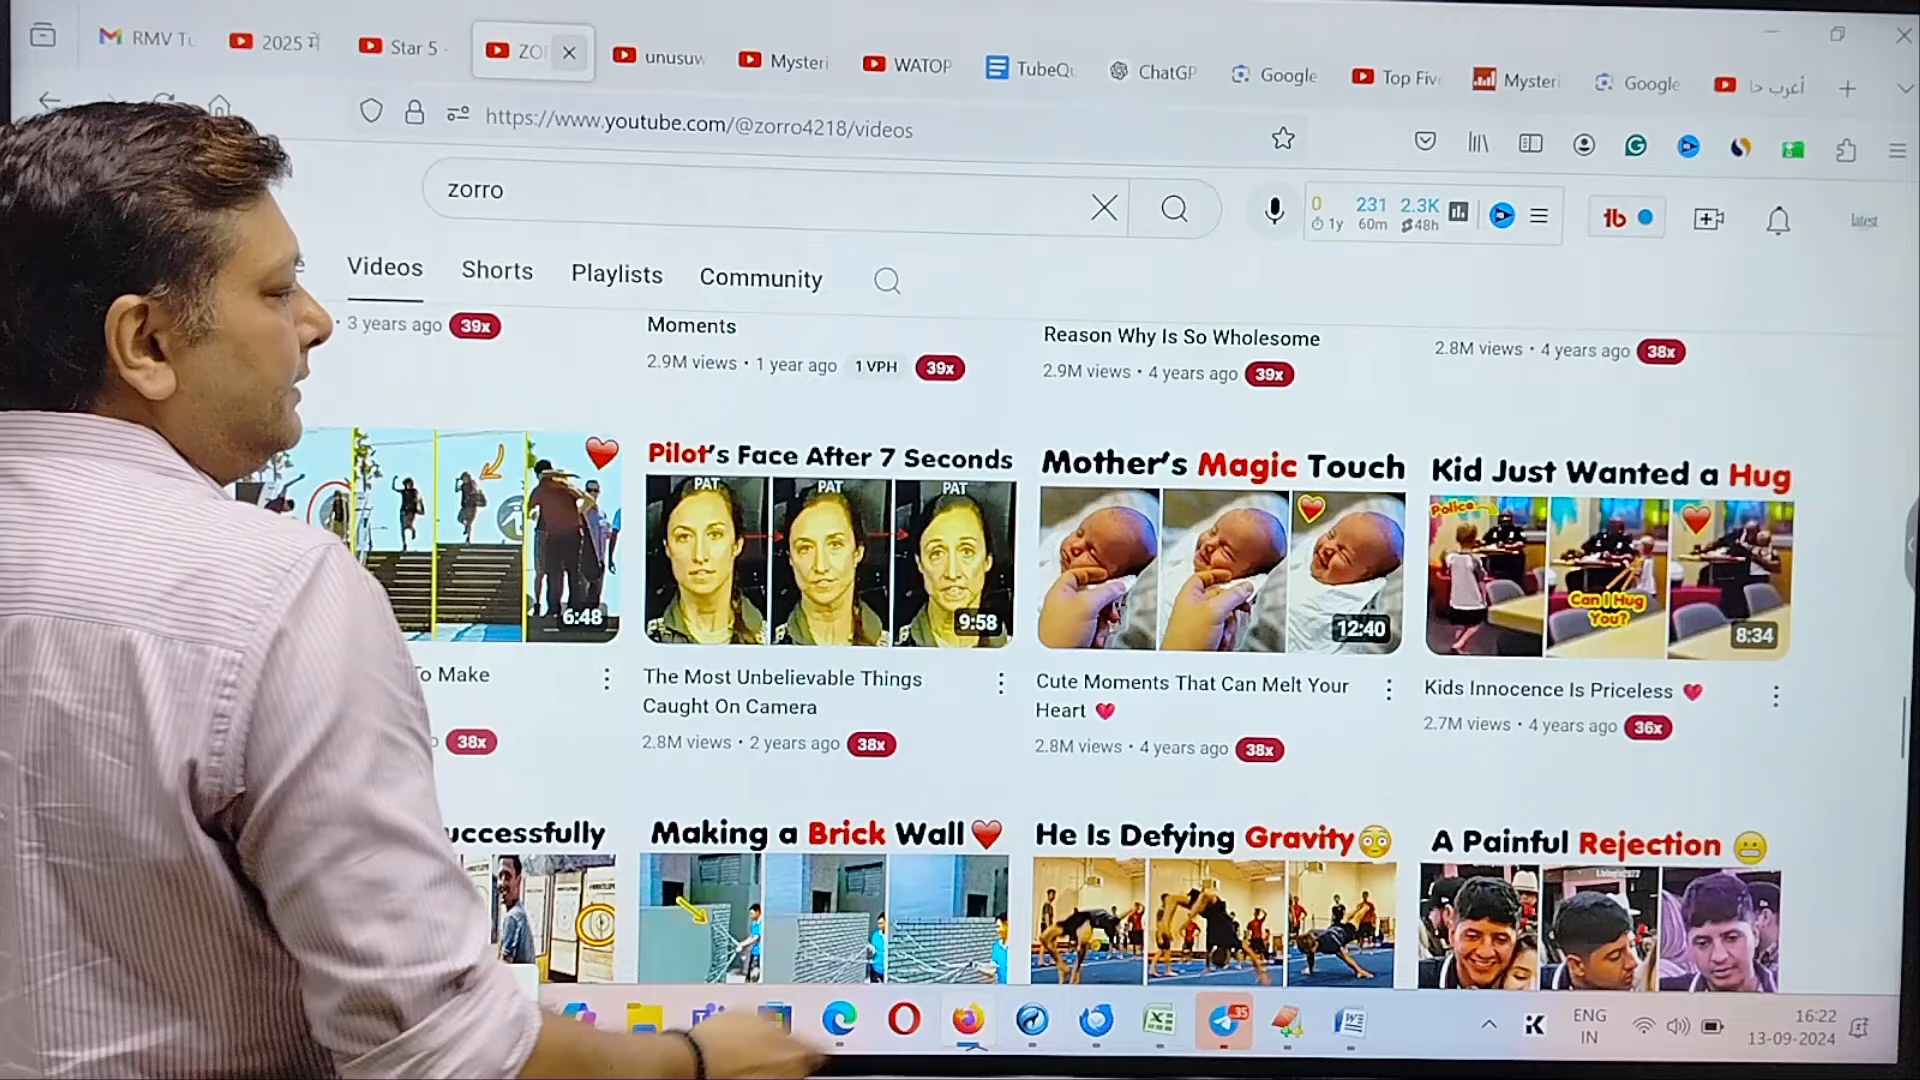 RMV Tu
2025 में
Star 5
ZO
unusuw
Mysteri
WATOP
TubeQu
ChatGP
Google
Top Fiv
Mysteri
Google
أغرب حا
https://www.youtube.com/@zorro4218/videos
zorro
0 231 2.3K
1y 60m 48h
1b
latest
Videos Shorts Playlists Community
• 3 years ago 39x
Moments
2.9M views • 1 year ago 1 VPH 39x
Reason Why Is So Wholesome
2.9M views • 4 years ago 39x
2.8M views • 4 years ago 38x
6:48
o Make
38x
Pilot's Face After 7 Seconds
PAT PAT PAT
9:58
The Most Unbelievable Things
Caught On Camera
2.8M views • 2 years ago 38x
Mother's Magic Touch
12:40
Cute Moments That Can Melt Your
Heart ❤️
2.8M views • 4 years ago 38x
Kid Just Wanted a Hug
Police
Can I Hug
You?
8:34
Kids Innocence Is Priceless ❤️
2.7M views • 4 years ago 36x
uccessfully
Making a Brick Wall ❤️
He Is Defying Gravity 😳
A Painful Rejection 😬
35
ENG
IN
16:22
13-09-2024